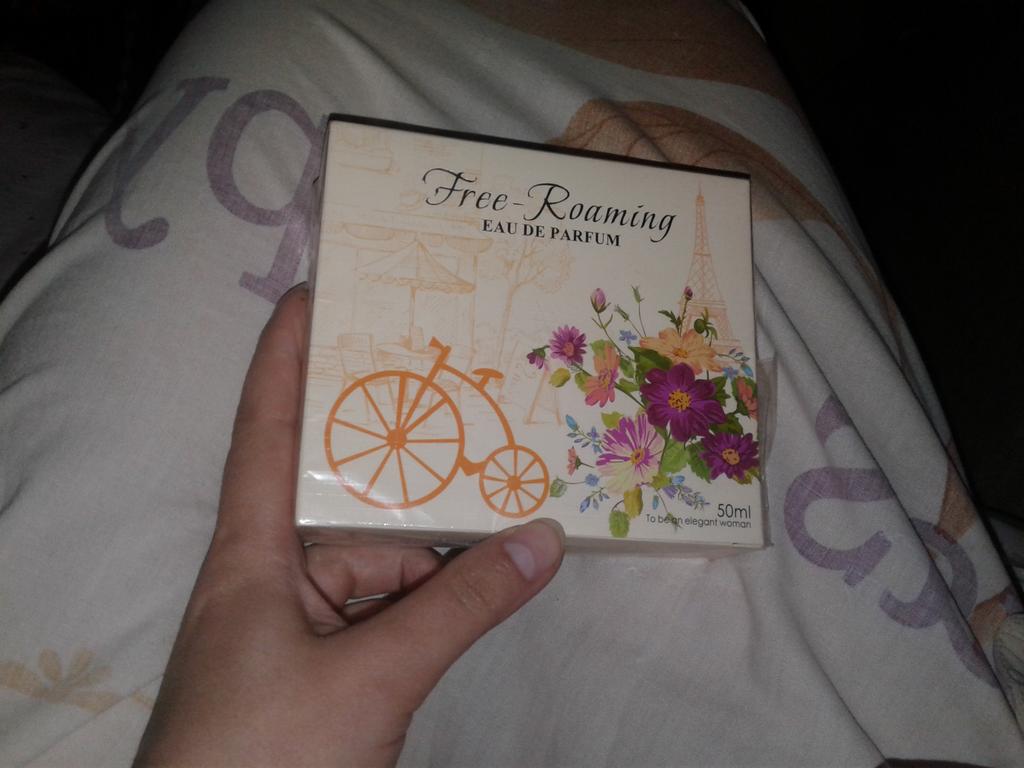 Free-Roaming
EAU DE PARFUM
50ml
To be an elegant woman